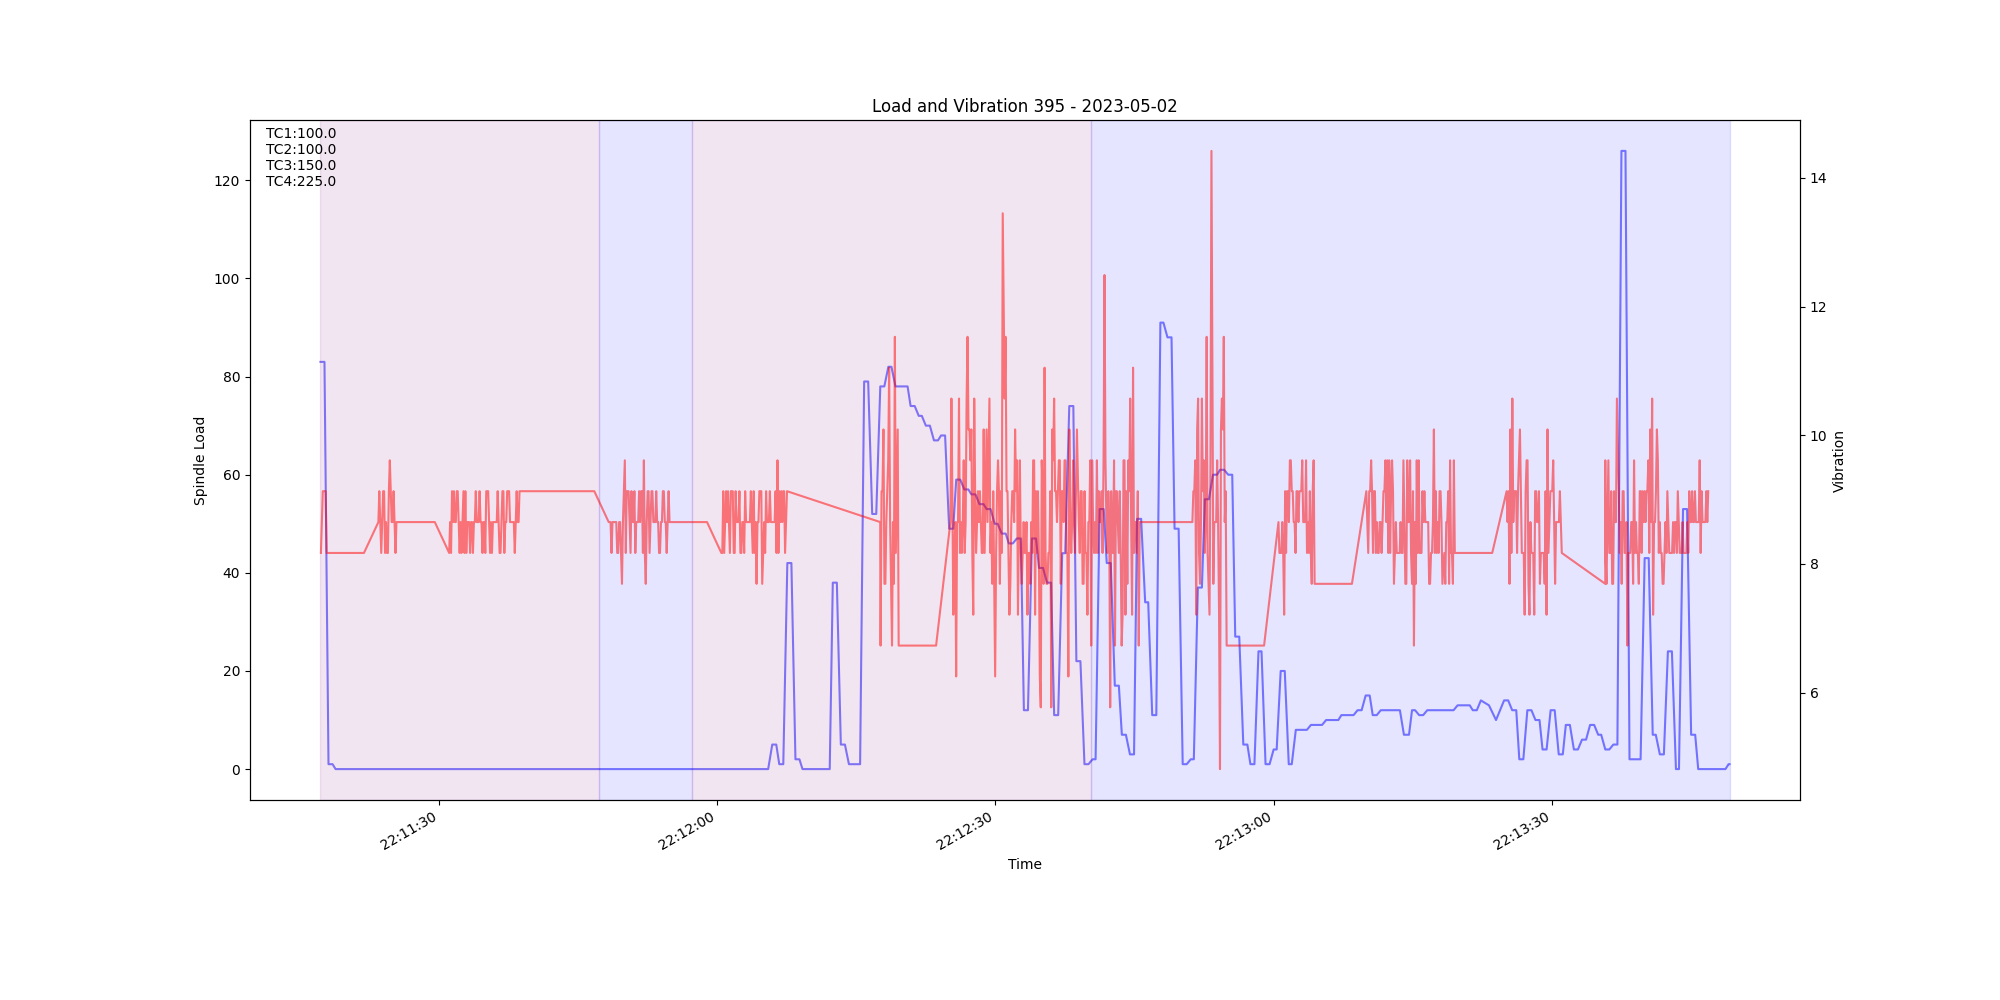 Load and Vibration 395 - 2023-05-02
TC1:100.0
TC2:100.0
TC3:150.0
TC4:225.0
120
100
80
60
40
20
0
Spindle Load
14
12
10
8
6
Vibration
22:11:30
22:12:00
22:12:30
22:13:00
22:13:30
Time